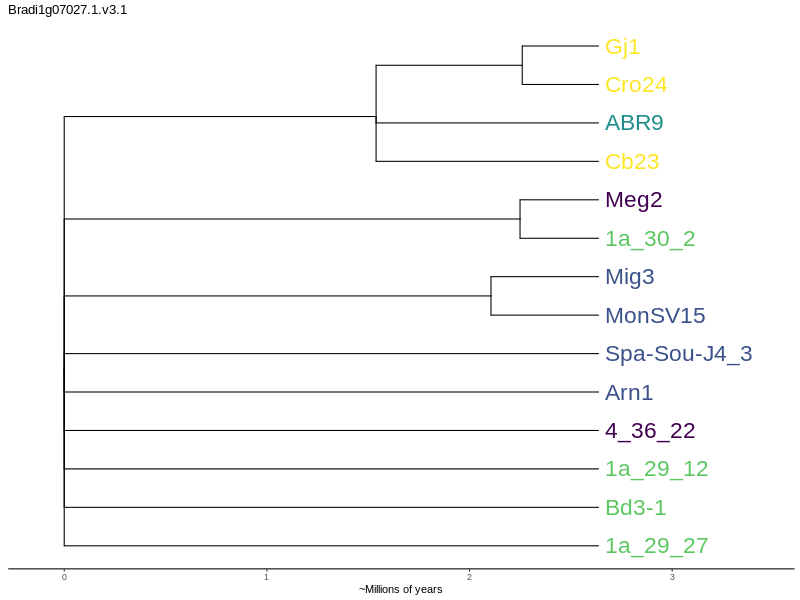 Bradi1g07027.1.v3.1
Gj1
Cro24
ABR9
Cb23
Meg2
1a_30_2
Mig3
MonSV15
Spa-Sou-J4_3
Arn1
4_36_22
1a_29_12
Bd3-1
1a_29_27
0 1 2 3
~Millions of years